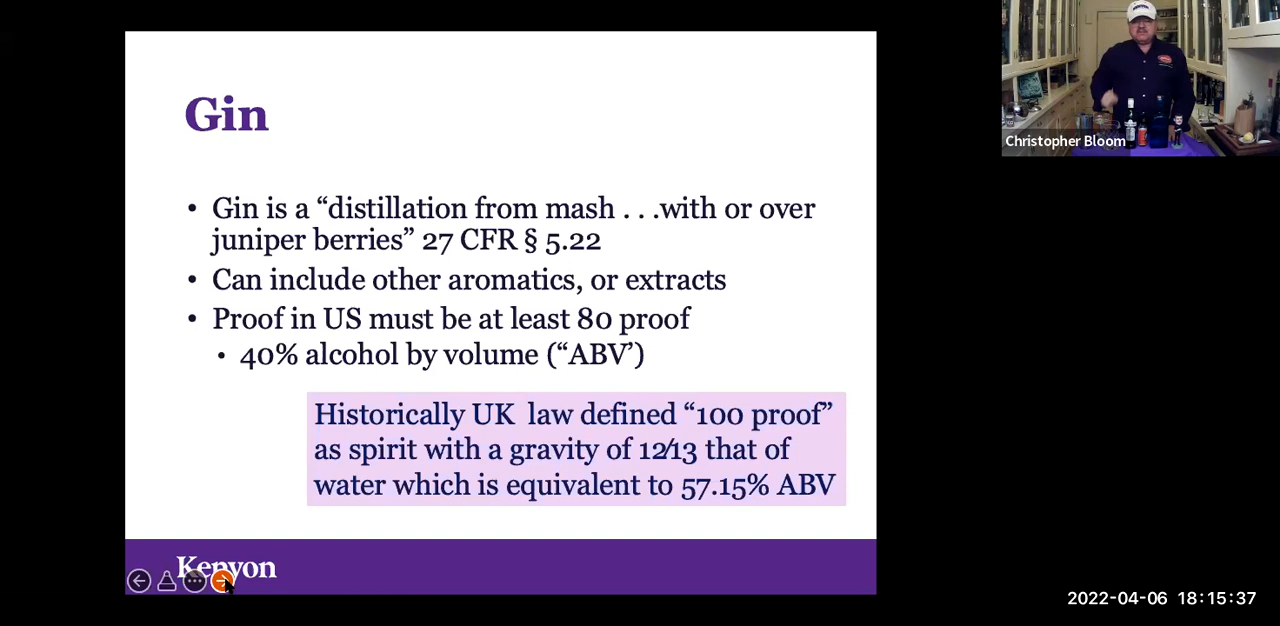 Gin
• Gin is a “distillation from mash . . .with or over
juniper berries” 27 CFR § 5.22
• Can include other aromatics, or extracts
• Proof in US must be at least 80 proof
• 40% alcohol by volume (“ABV’)
Historically UK  law defined “100 proof”
as spirit with a gravity of 12⁄13 that of
water which is equivalent to 57.15% ABV
Kenyon
Christopher Bloom
2022-04-06 18:15:37